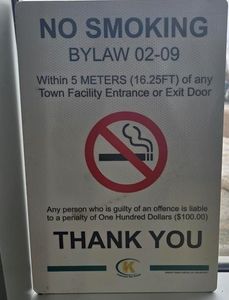 NO SMOKING
BYLAW 02-09
Within 5 METERS (16.25FT) of any
Town Facility Entrance or Exit Door
Any person who is guilty of an offence is liable
to a penalty of One Hundred Dollars ($100.00)
THANK YOU
K